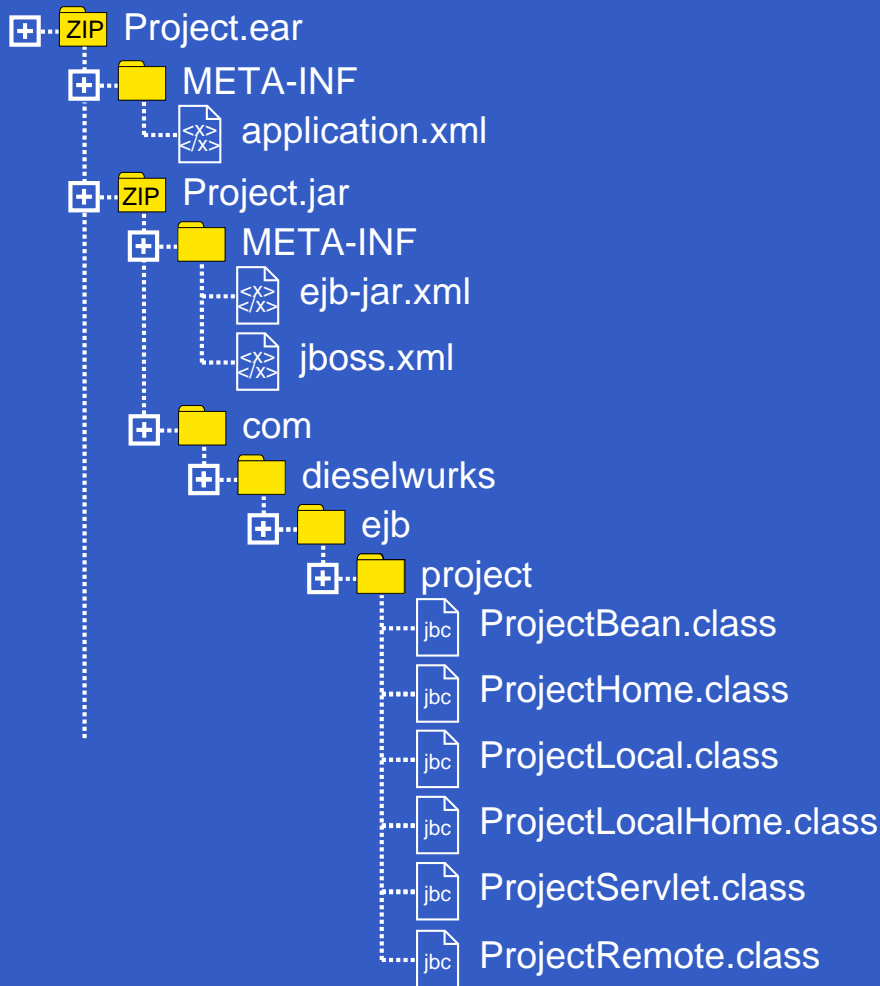 ZIP Project.ear
META-INF
<x> </x> application.xml
ZIP Project.jar
META-INF
<x> </x> ejb-jar.xml
<x> </x> jboss.xml
com
dieselwurks
ejb
project
jbc ProjectBean.class
jbc ProjectHome.class
jbc ProjectLocal.class
jbc ProjectLocalHome.class
jbc ProjectServlet.class
jbc ProjectRemote.class